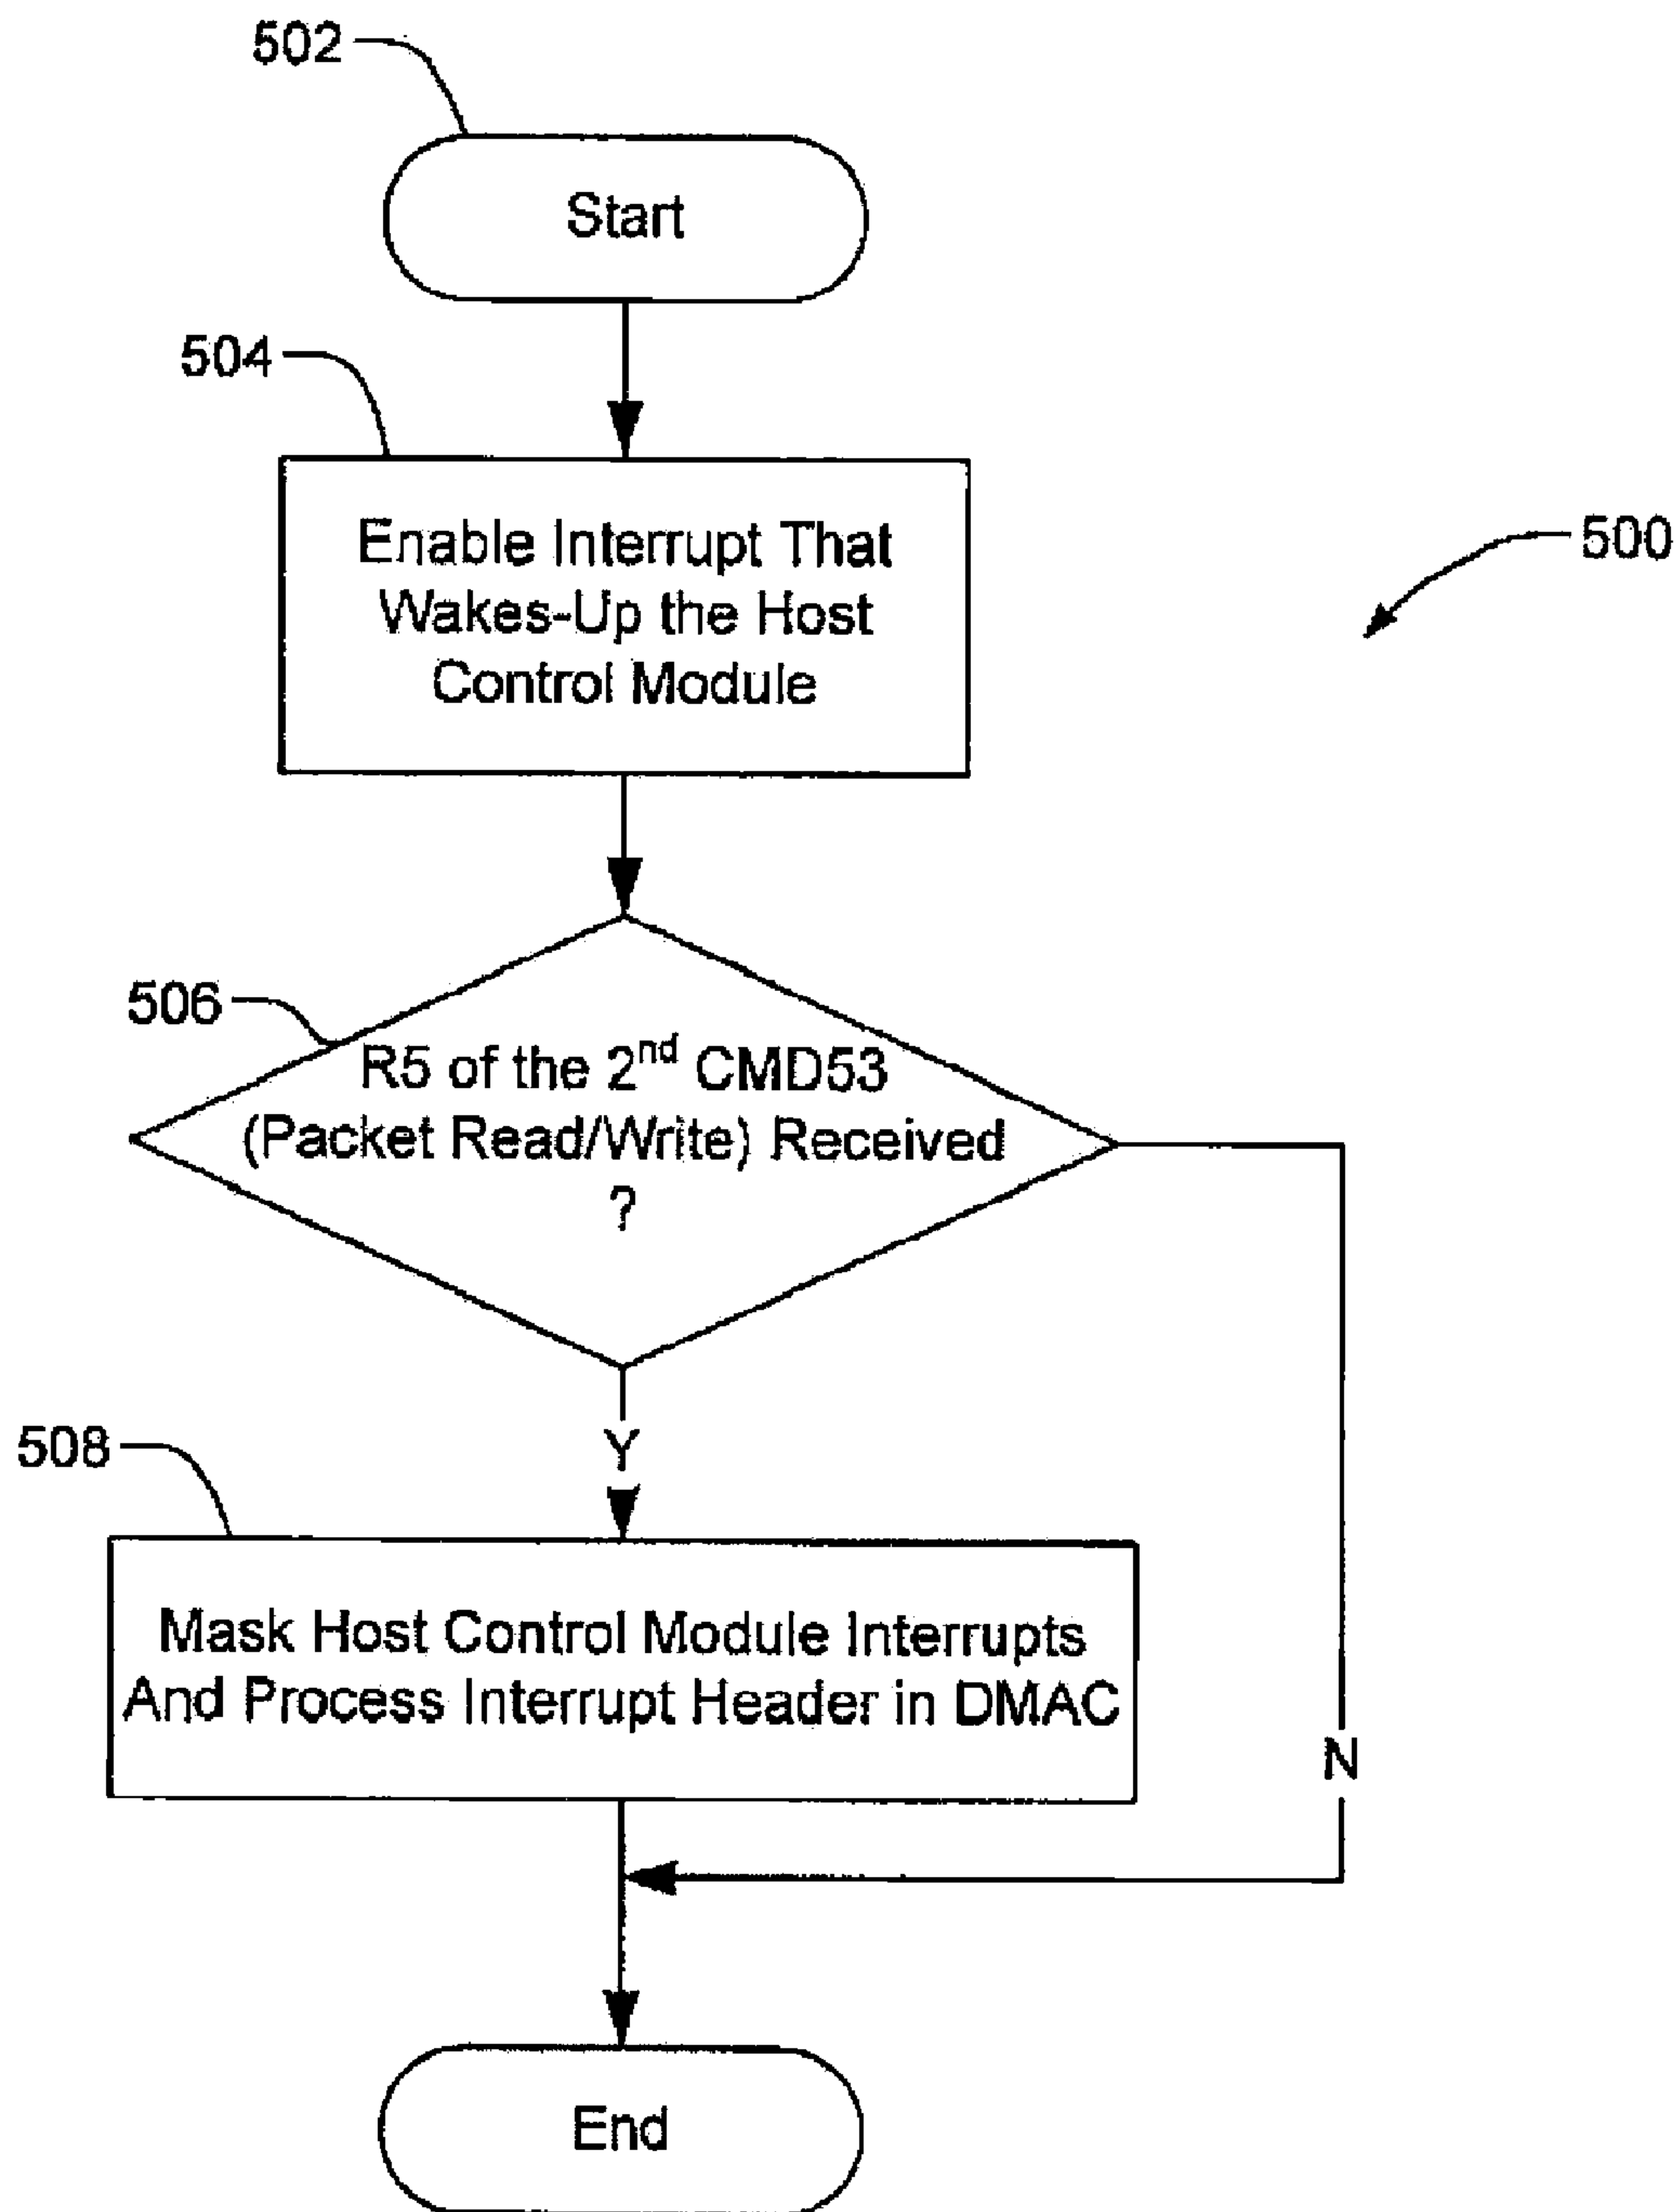 502
Start
504
Enable Interrupt That
Wakes-Up the Host
Control Module
500
506
R5 of the 2nd CMD53
(Packet Read/Write) Received
?
Y
508
Mask Host Control Module Interrupts
And Process Interrupt Header in DMAC
N
End